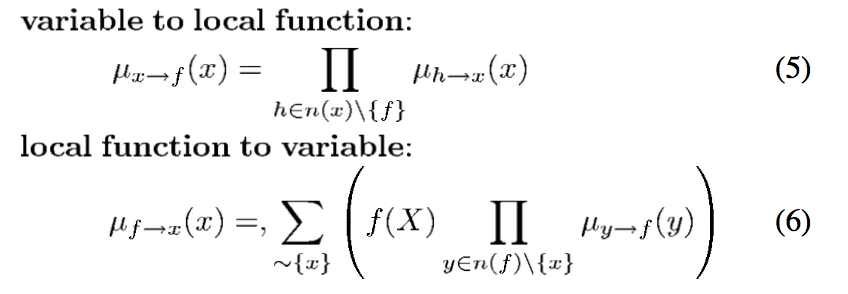 variable to local function:
μ_{x→f}(x) = ∏_{h∈n(x)\{f}} μ_{h→x}(x) (5)
local function to variable:
μ_{f→x}(x) =, ∑_{∼{x}} ( f(X) ∏_{y∈n(f)\{x}} μ_{y→f}(y) ) (6)